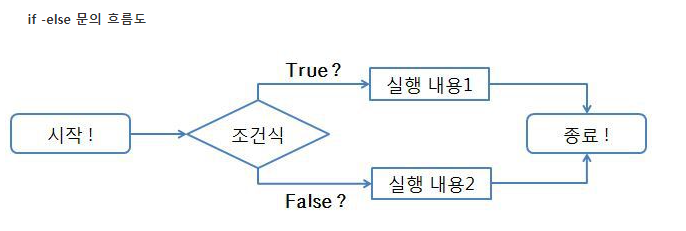 if -else 문의 흐름도
True ?
실행 내용1
시작 !
조건식
종료 !
실행 내용2
False ?